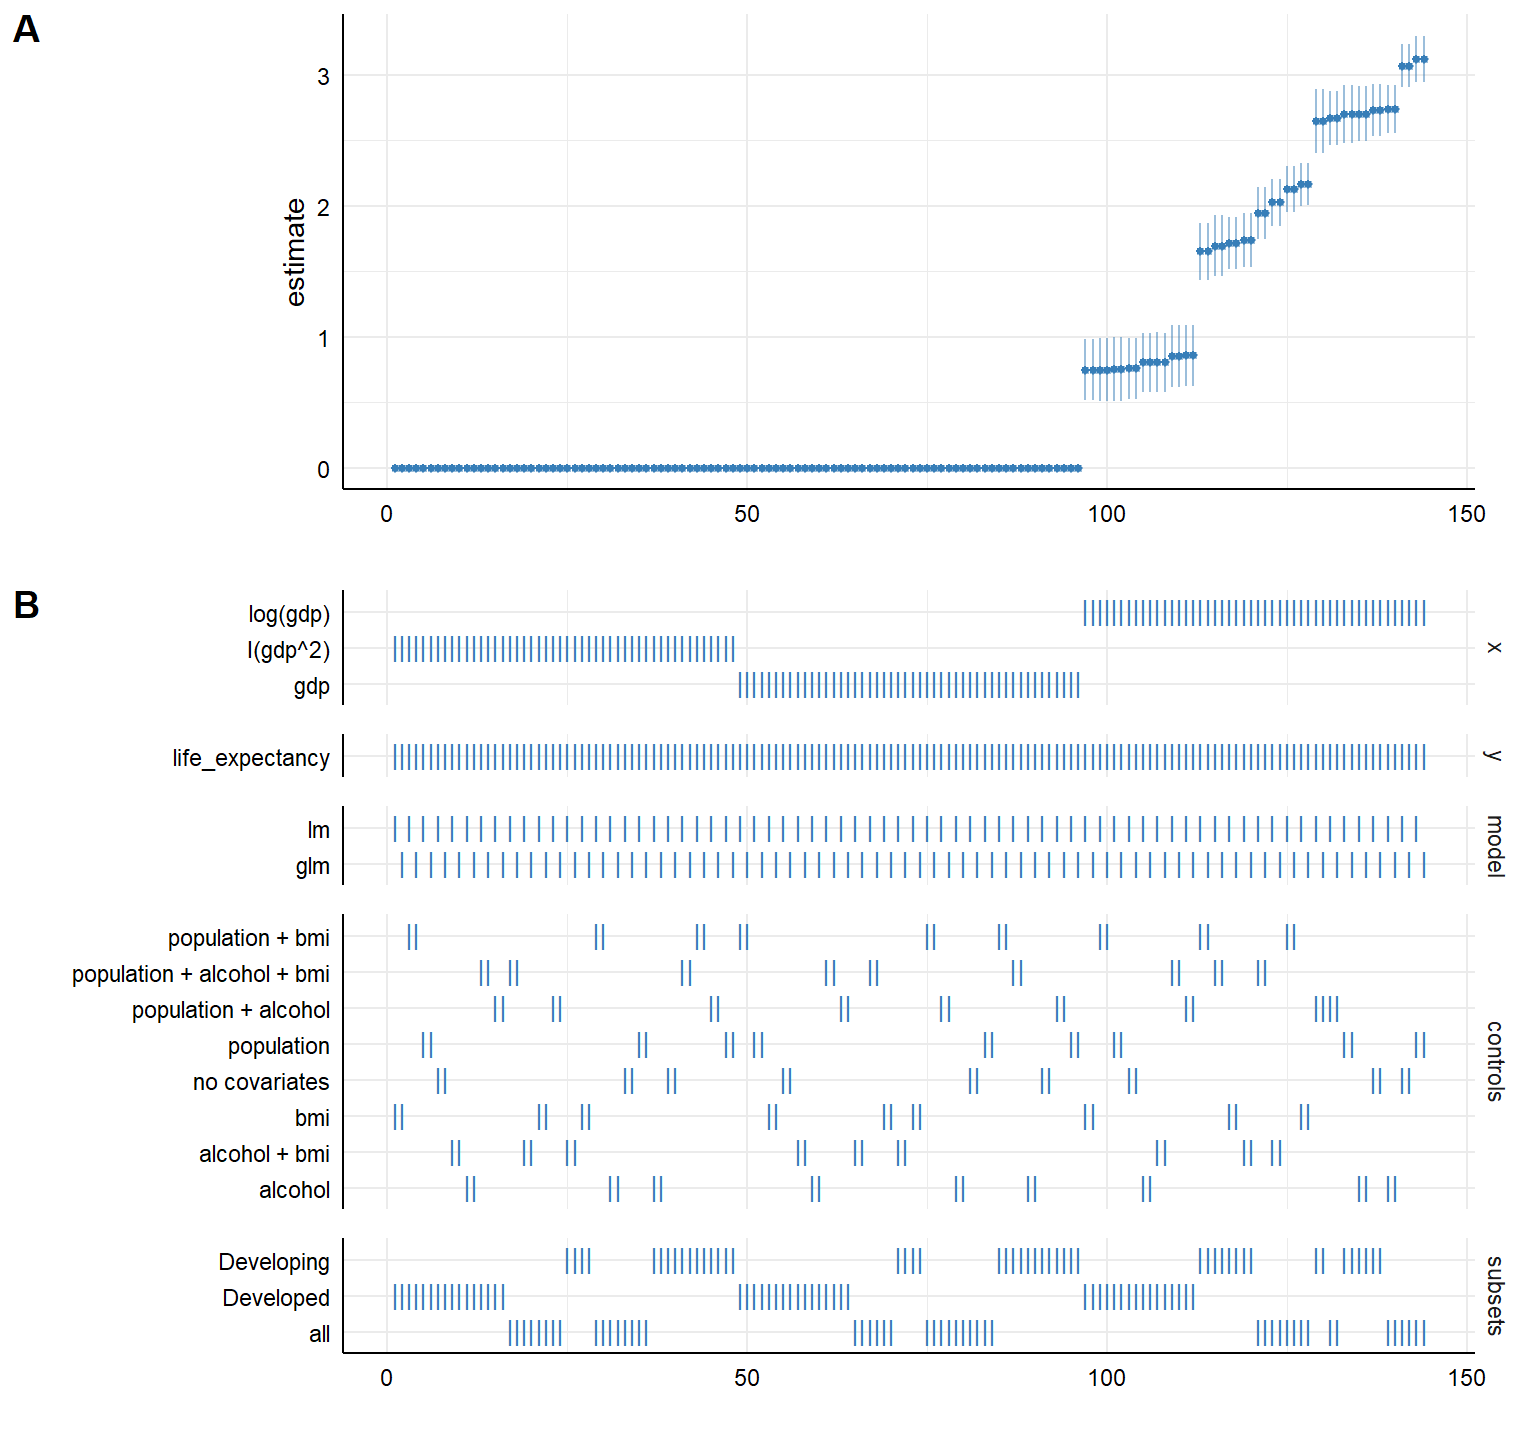 A
3
2
1
0
estimate
0 50 100 150
B
log(gdp)
I(gdp^2)
gdp
x
life_expectancy
y
lm
glm
model
population + bmi
population + alcohol + bmi
population + alcohol
population
no covariates
bmi
alcohol + bmi
alcohol
controls
Developing
Developed
all
subsets
0 50 100 150